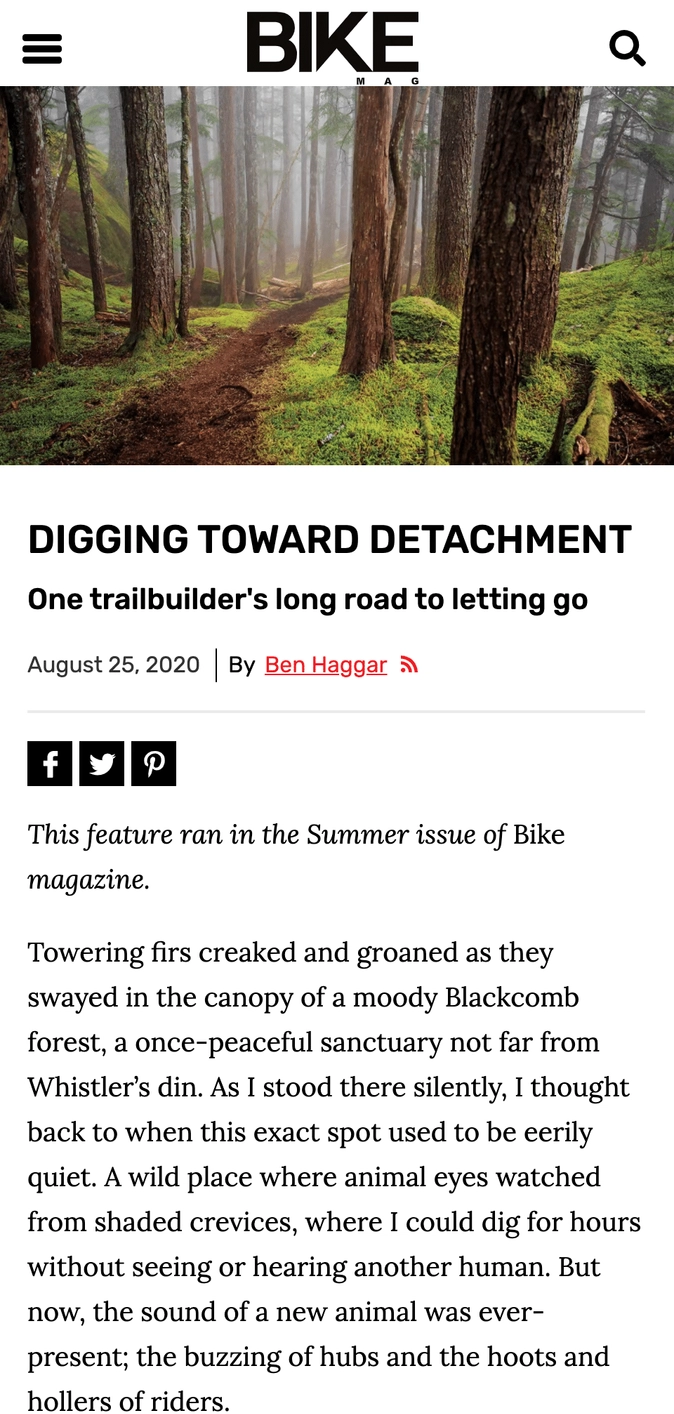 BIKE
MAG
DIGGING TOWARD DETACHMENT
One trailbuilder's long road to letting go
August 25, 2020 By Ben Haggar
This feature ran in the Summer issue of Bike
magazine.
Towering firs creaked and groaned as they
swayed in the canopy of a moody Blackcomb
forest, a once-peaceful sanctuary not far from
Whistler’s din. As I stood there silently, I thought
back to when this exact spot used to be eerily
quiet. A wild place where animal eyes watched
from shaded crevices, where I could dig for hours
without seeing or hearing another human. But
now, the sound of a new animal was ever-
present; the buzzing of hubs and the hoots and
hollers of riders.